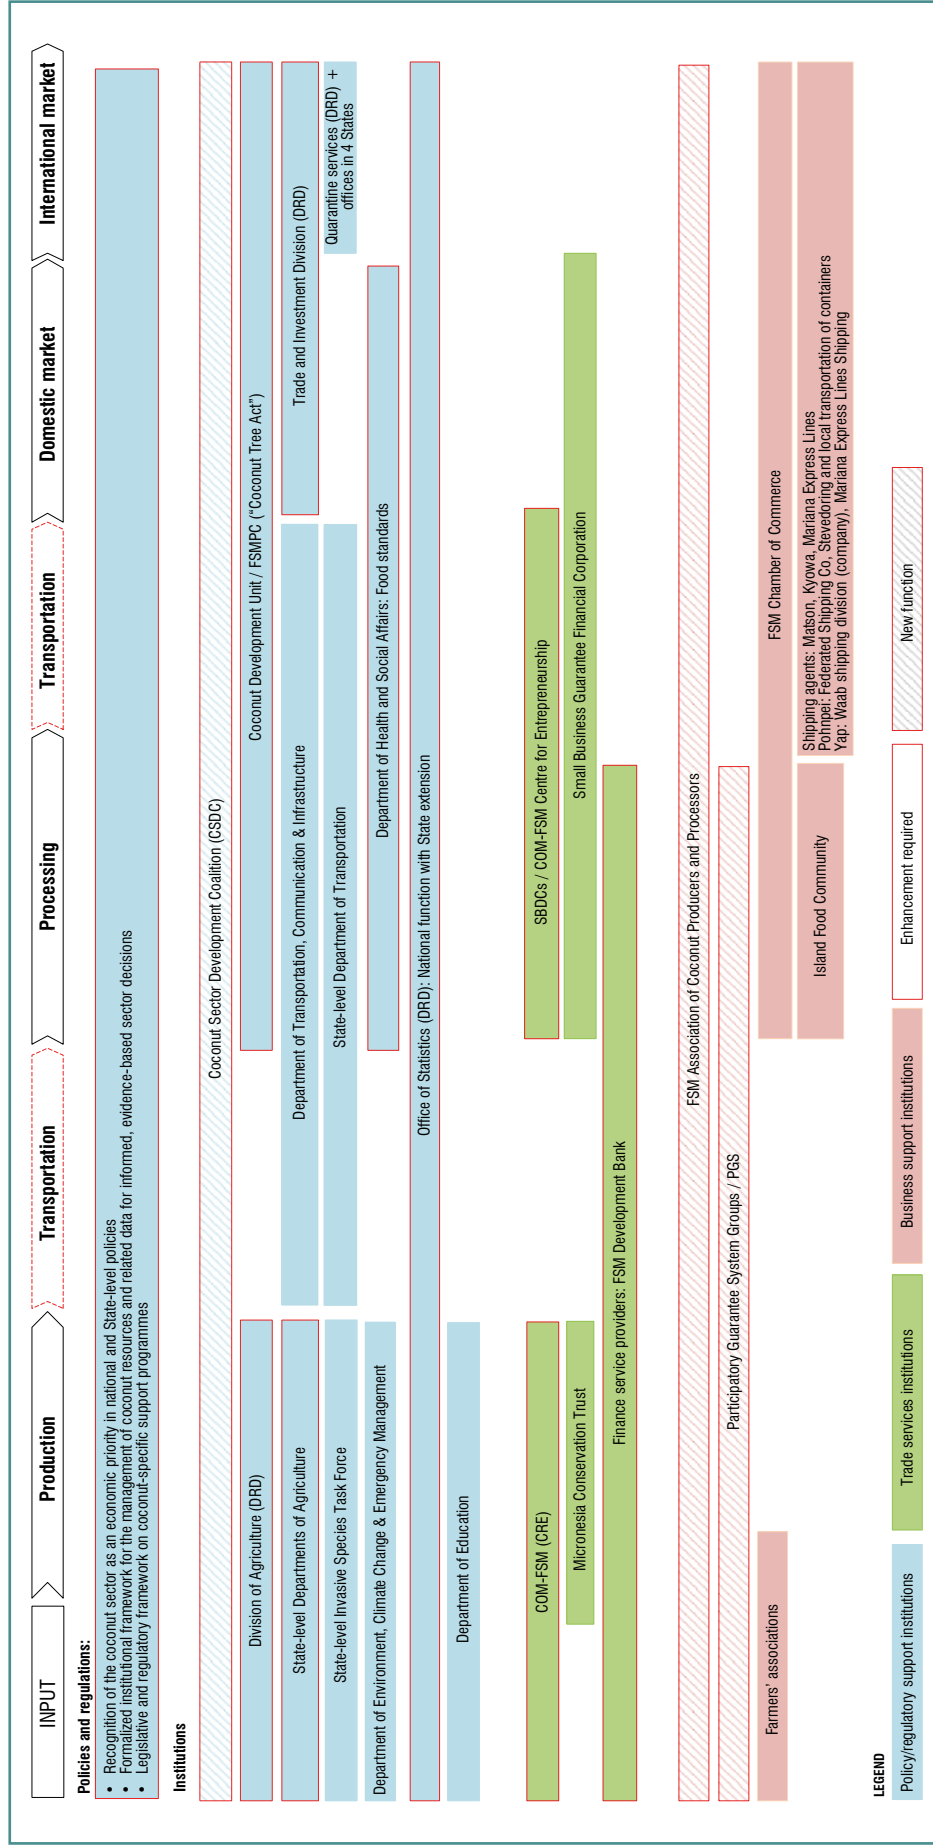 INPUT
Production
Transportation
Processing
Transportation
Domestic market
International market
Policies and regulations:
• Recognition of the coconut sector as an economic priority in national and State-level policies
• Formalized institutional framework for the management of coconut resources and related data for informed, evidence-based sector decisions
• Legislative and regulatory framework on coconut-specific support programmes
Institutions
Coconut Sector Development Coalition (CSDC)
Division of Agriculture (DRD)
Coconut Development Unit / FSMPC ("Coconut Tree Act")
State-level Departments of Agriculture
Department of Transportation, Communication & Infrastructure
Trade and Investment Division (DRD)
State-level Invasive Species Task Force
State-level Department of Transportation
Quarantine services (DRD) +
offices in 4 States
Department of Environment, Climate Change & Emergency Management
Department of Health and Social Affairs: Food standards
Office of Statistics (DRD): National function with State extension
Department of Education
COM-FSM (CRE)
SBDCs / COM-FSM Centre for Entrepreneurship
Micronesia Conservation Trust
Small Business Guarantee Financial Corporation
Finance service providers: FSM Development Bank
FSM Association of Coconut Producers and Processors
Participatory Guarantee System Groups / PGS
Farmers' associations
FSM Chamber of Commerce
Island Food Community
Shipping agents: Matson, Kyowa, Mariana Express Lines
Pohnpei: Federated Shipping Co, Stevedoring and local transportation of containers
Yap: Waab shipping division (company), Mariana Express Lines Shipping
LEGEND
Policy/regulatory support institutions
Trade services institutions
Business support institutions
Enhancement required
New function